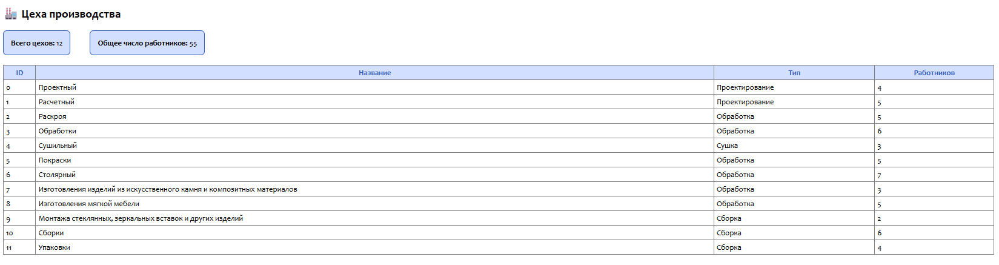 Цеха производства
Всего цехов: 12 Общее число работников: 55
ID Название Тип Работников
0 Проектный Проектирование 4
1 Расчетный Проектирование 5
2 Раскроя Обработка 5
3 Обработки Обработка 6
4 Сушильный Сушка 3
5 Покраски Обработка 5
6 Столярный Обработка 7
7 Изготовления изделий из искусственного камня и композитных материалов Обработка 3
8 Изготовления мягкой мебели Обработка 5
9 Монтажа стеклянных, зеркальных вставок и других изделий Сборка 2
10 Сборки Сборка 6
11 Упаковки Сборка 4